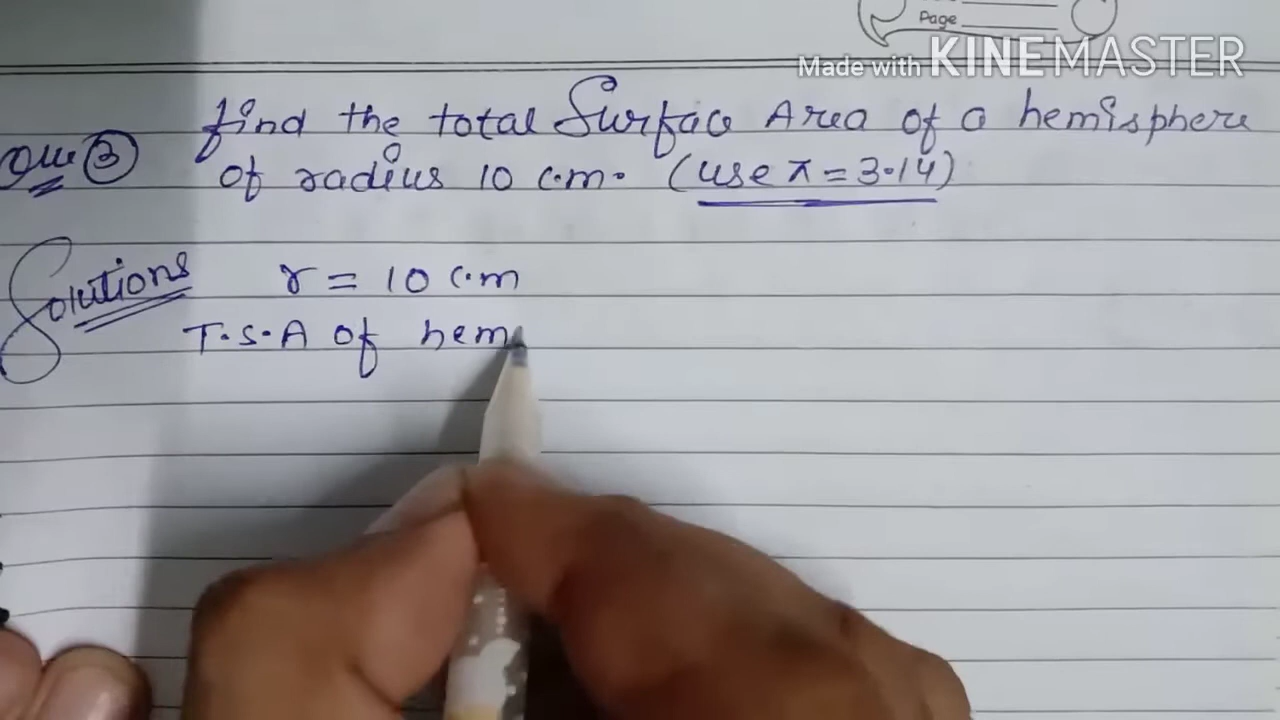 Page
Made with KINEMASTER
Que 3 find the total Surface Area of a hemisphere
of radius 10 c.m. (use π = 3.14)
Solutions r = 10 c.m
T.S.A of hem